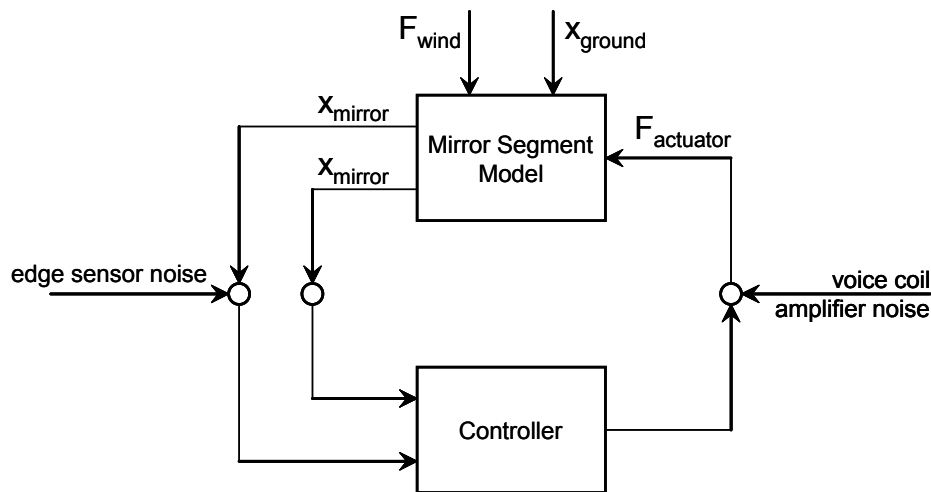 F_wind
x_ground
x_mirror
Mirror Segment
Model
F_actuator
x_mirror
edge sensor noise
voice coil
amplifier noise
Controller